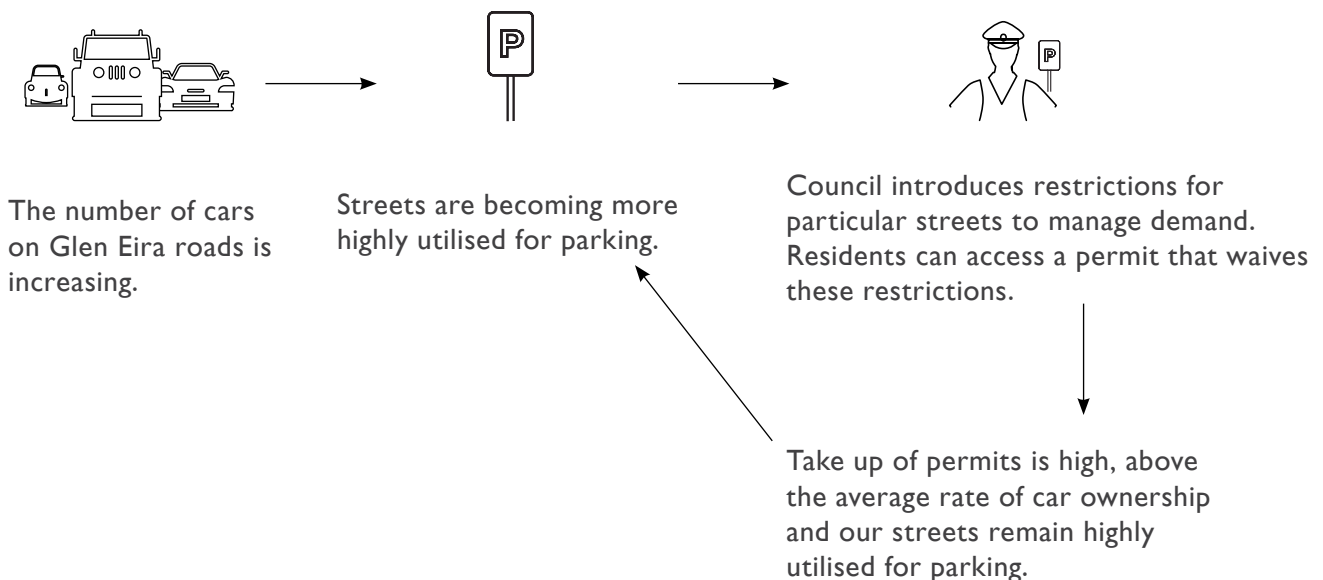 P
P
The number of cars
on Glen Eira roads is
increasing.
Streets are becoming more
highly utilised for parking.
Council introduces restrictions for
particular streets to manage demand.
Residents can access a permit that waives
these restrictions.
Take up of permits is high, above
the average rate of car ownership
and our streets remain highly
utilised for parking.